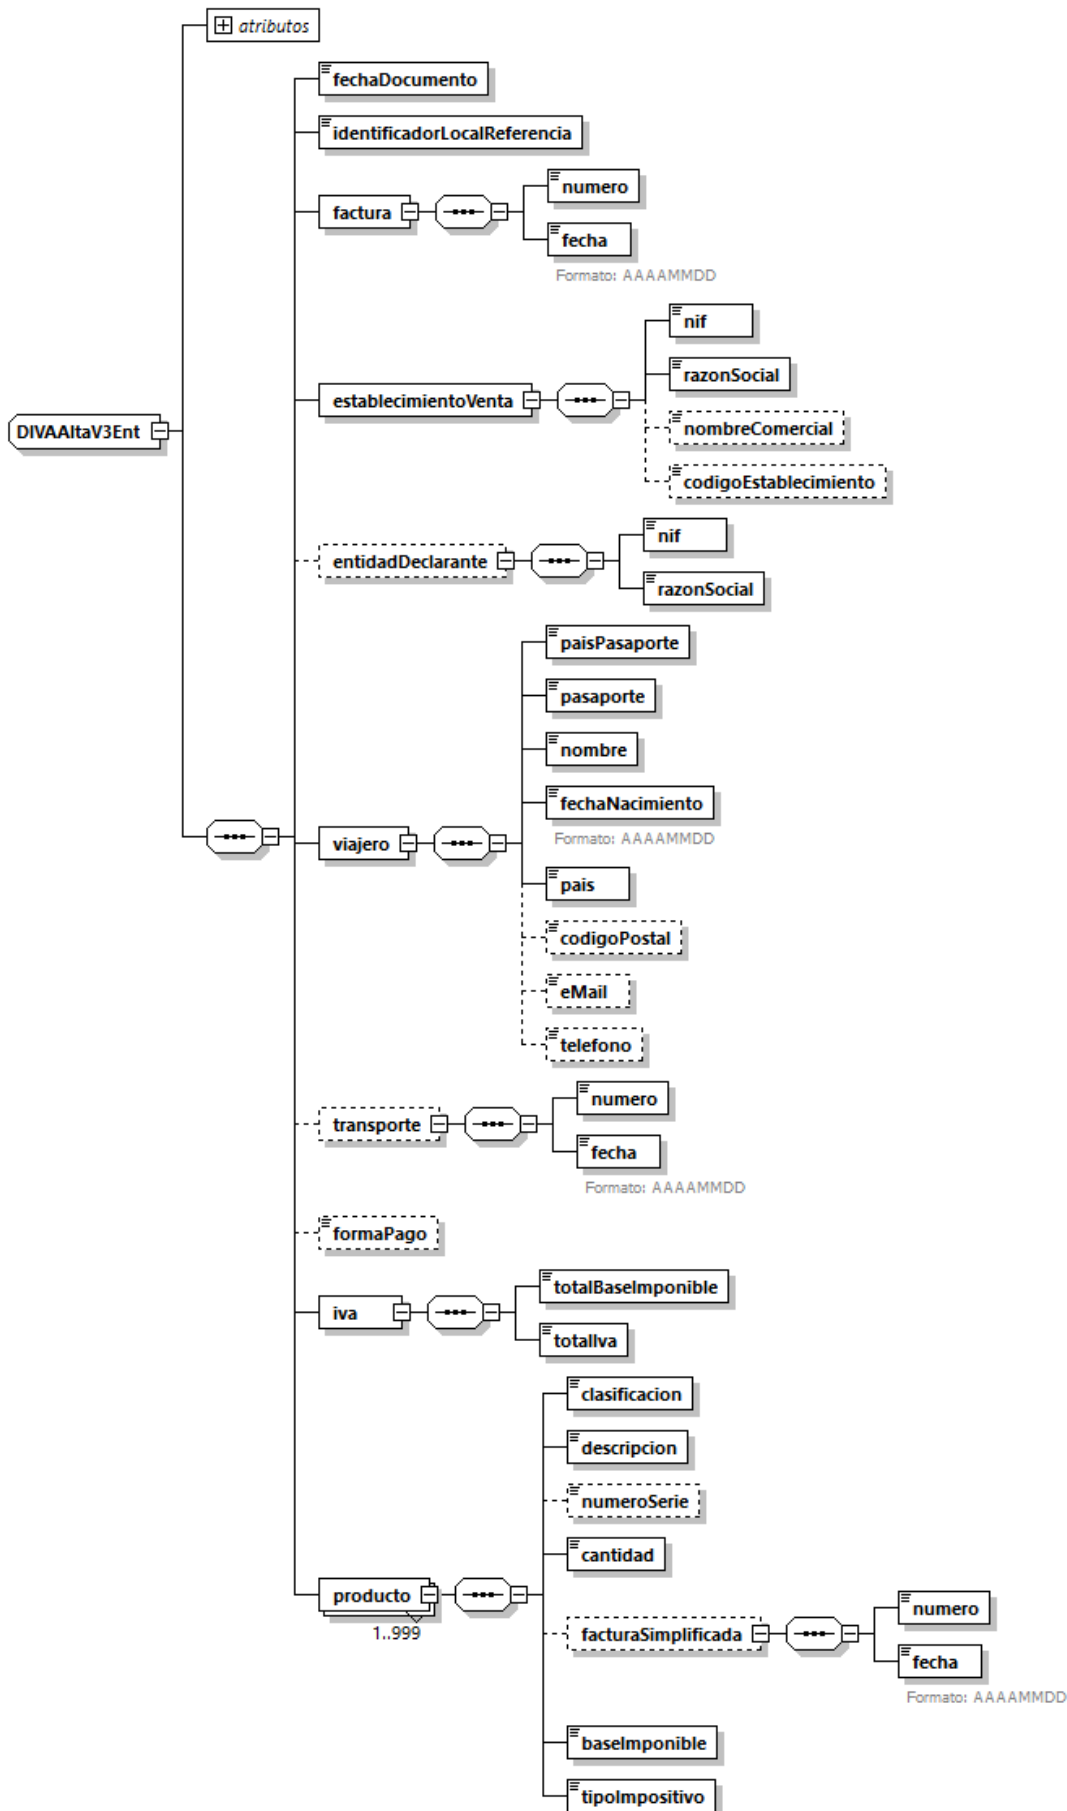 atributos
fechaDocumento
identificadorLocalReferencia
factura
numero
fecha
Formato: AAAAMMDD
establecimientoVenta
nif
razonSocial
nombreComercial
codigoEstablecimiento
DIVAAltaV3Ent
entidadDeclarante
nif
razonSocial
viajero
paisPasaporte
pasaporte
nombre
fechaNacimiento
Formato: AAAAMMDD
pais
codigoPostal
eMail
telefono
transporte
numero
fecha
Formato: AAAAMMDD
formaPago
iva
totalBaseImponible
totalIva
producto
1..999
clasificacion
descripcion
numeroSerie
cantidad
facturaSimplificada
numero
fecha
Formato: AAAAMMDD
baseImponible
tipoImpositivo